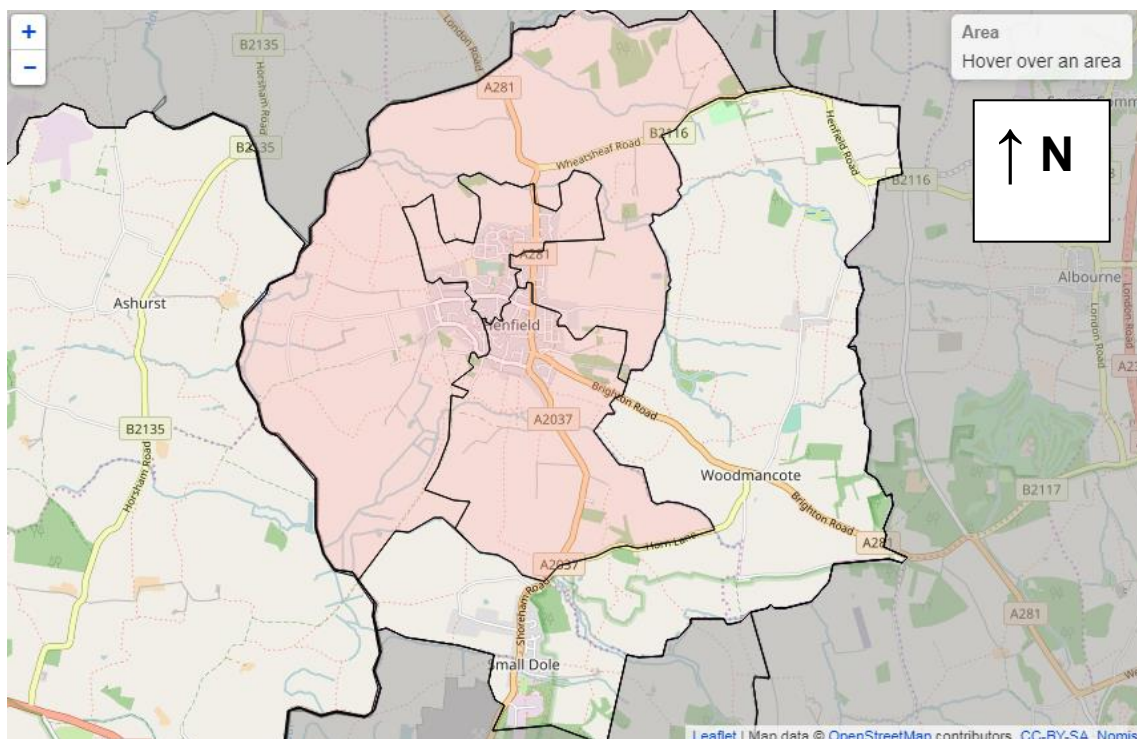 +
−
Area
Hover over an area
↑ N
London Road
B2135
Horsham Road
A281
B2116
Wheatsheaf Road
B2135
Henfield Road
B2116
A281
Albourne
Ashurst
London Road
Henfield
Brighton Road
A2037
B2135
Horsham Road
Woodmancote
B2117
Brighton Road
A281
Horn Lane
A2037
Shoreham Road
A281
Small Dole
Leaflet | Map data © OpenStreetMap contributors, CC-BY-SA, Nomis